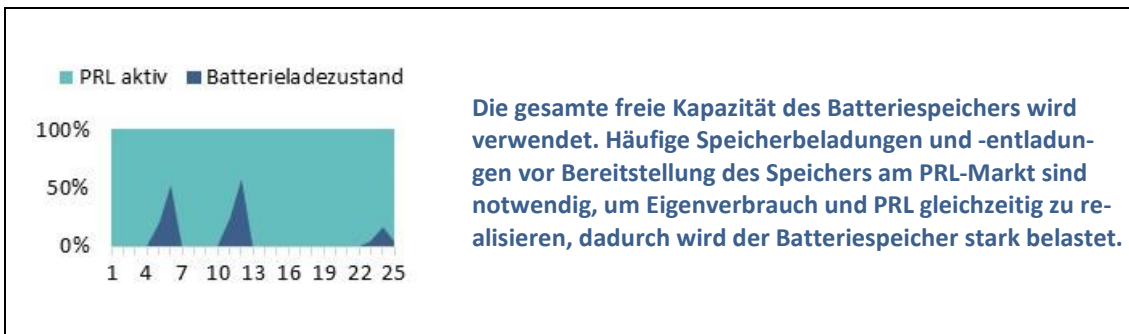 PRL aktiv Batterieladezustand
100%
50%
0%
1 4 7 10 13 16 19 22 25
Die gesamte freie Kapazität des Batteriespeichers wird
verwendet. Häufige Speicherbeladungen und -entladun-
gen vor Bereitstellung des Speichers am PRL-Markt sind
notwendig, um Eigenverbrauch und PRL gleichzeitig zu re-
alisieren, dadurch wird der Batteriespeicher stark belastet.